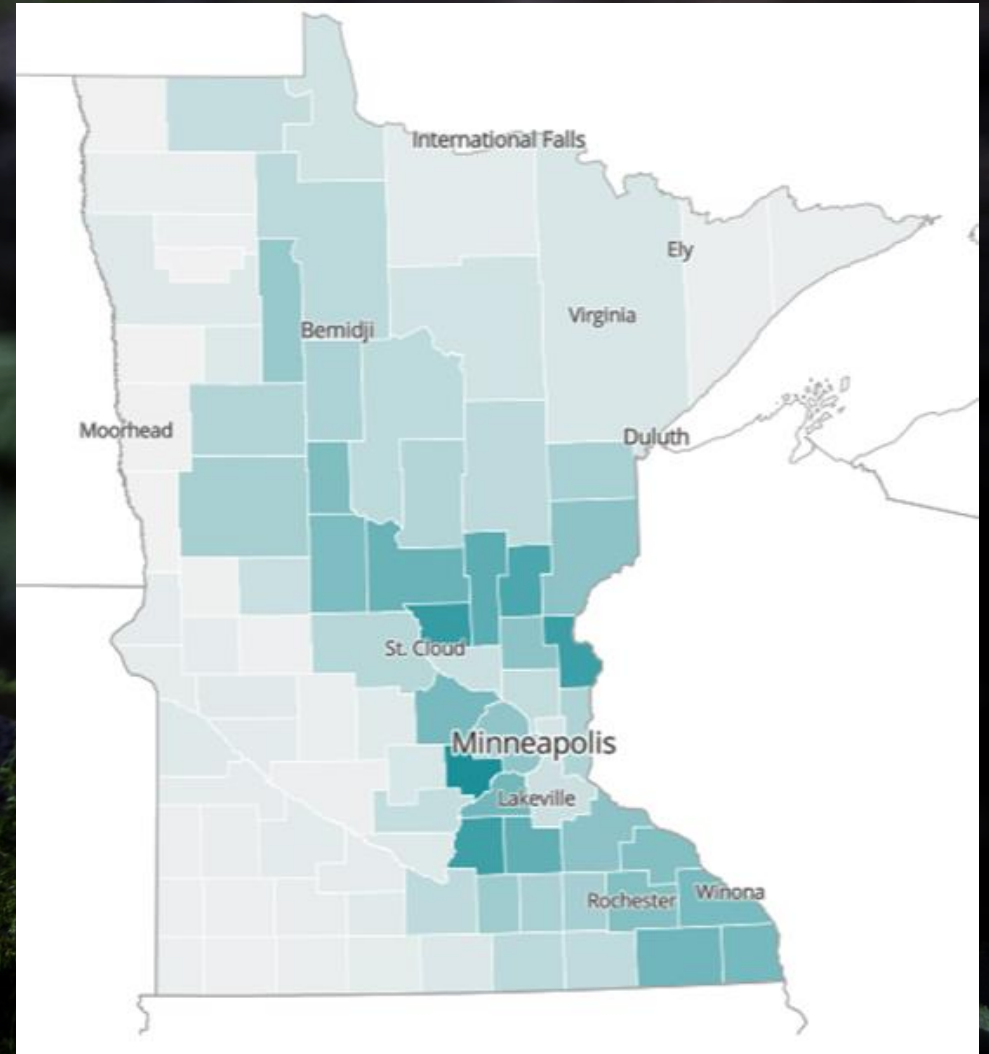 International Falls
Ely
Virginia
Bemidji
Moorhead
Duluth
St. Cloud
Minneapolis
Lakeville
Rochester
Winona